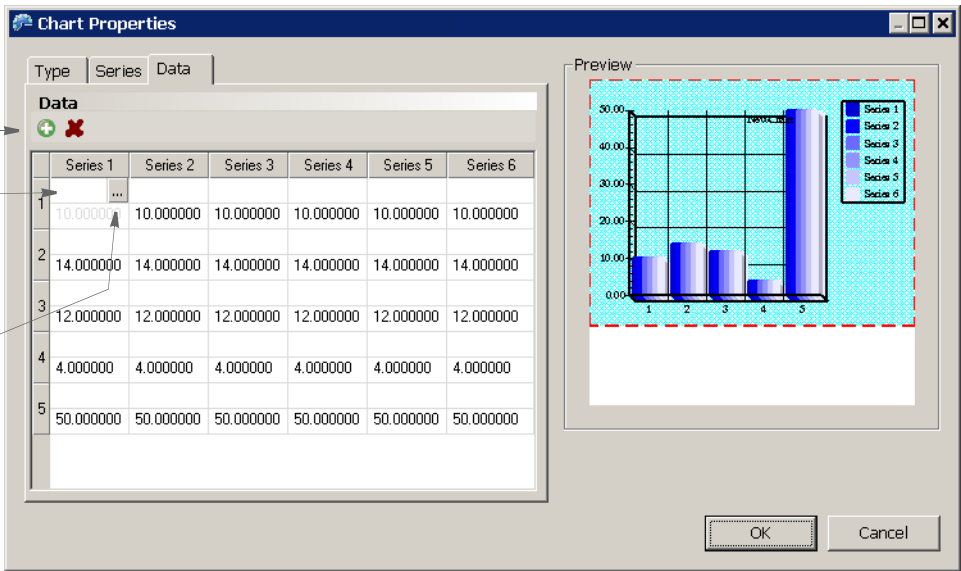 Chart Properties
Type Series Data
Data
Series 1 Series 2 Series 3 Series 4 Series 5 Series 6
...
1
10.000000 10.000000 10.000000 10.000000 10.000000 10.000000
2
14.000000 14.000000 14.000000 14.000000 14.000000 14.000000
3
12.000000 12.000000 12.000000 12.000000 12.000000 12.000000
4
4.000000 4.000000 4.000000 4.000000 4.000000 4.000000
5
50.000000 50.000000 50.000000 50.000000 50.000000 50.000000
Preview
50.00
40.00
30.00
20.00
10.00
0.00
1 2 3 4 5
Series 1
Series 2
Series 3
Series 4
Series 5
Series 6
OK Cancel